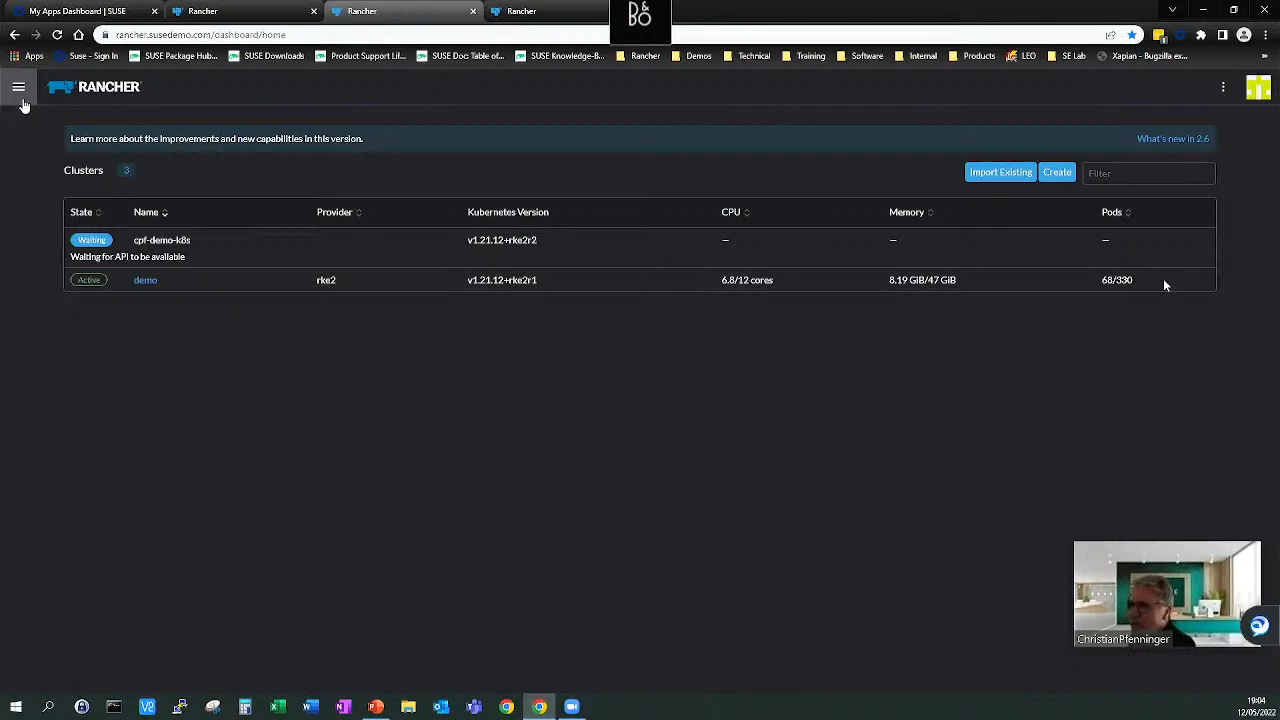 My Apps Dashboard | SUSE
Rancher
Rancher
Rancher
B&O
rancher.susedemo.com/dashboard/home
Apps
Suse - Sign In
SUSE Package Hub...
SUSE Downloads
Product Support Lif...
SUSE Doc: Table of...
SUSE Knowledge-B...
Rancher
Demos
Technical
Training
Software
Internal
Products
LEO
SE Lab
Xapian - Bugzilla ex...
»
RANCHER
Learn more about the improvements and new capabilities in this version.
What's new in 2.6
Clusters 3
Import Existing
Create
Filter
State Name Provider Kubernetes Version CPU Memory Pods
Waiting cpf-demo-k8s v1.21.12+rke2r2 — — —
Waiting for API to be available
Active demo rke2 v1.21.12+rke2r1 6.8/12 cores 8.19 GiB/47 GiB 68/330
ChristianPfenninger
19:04
12/05/2022